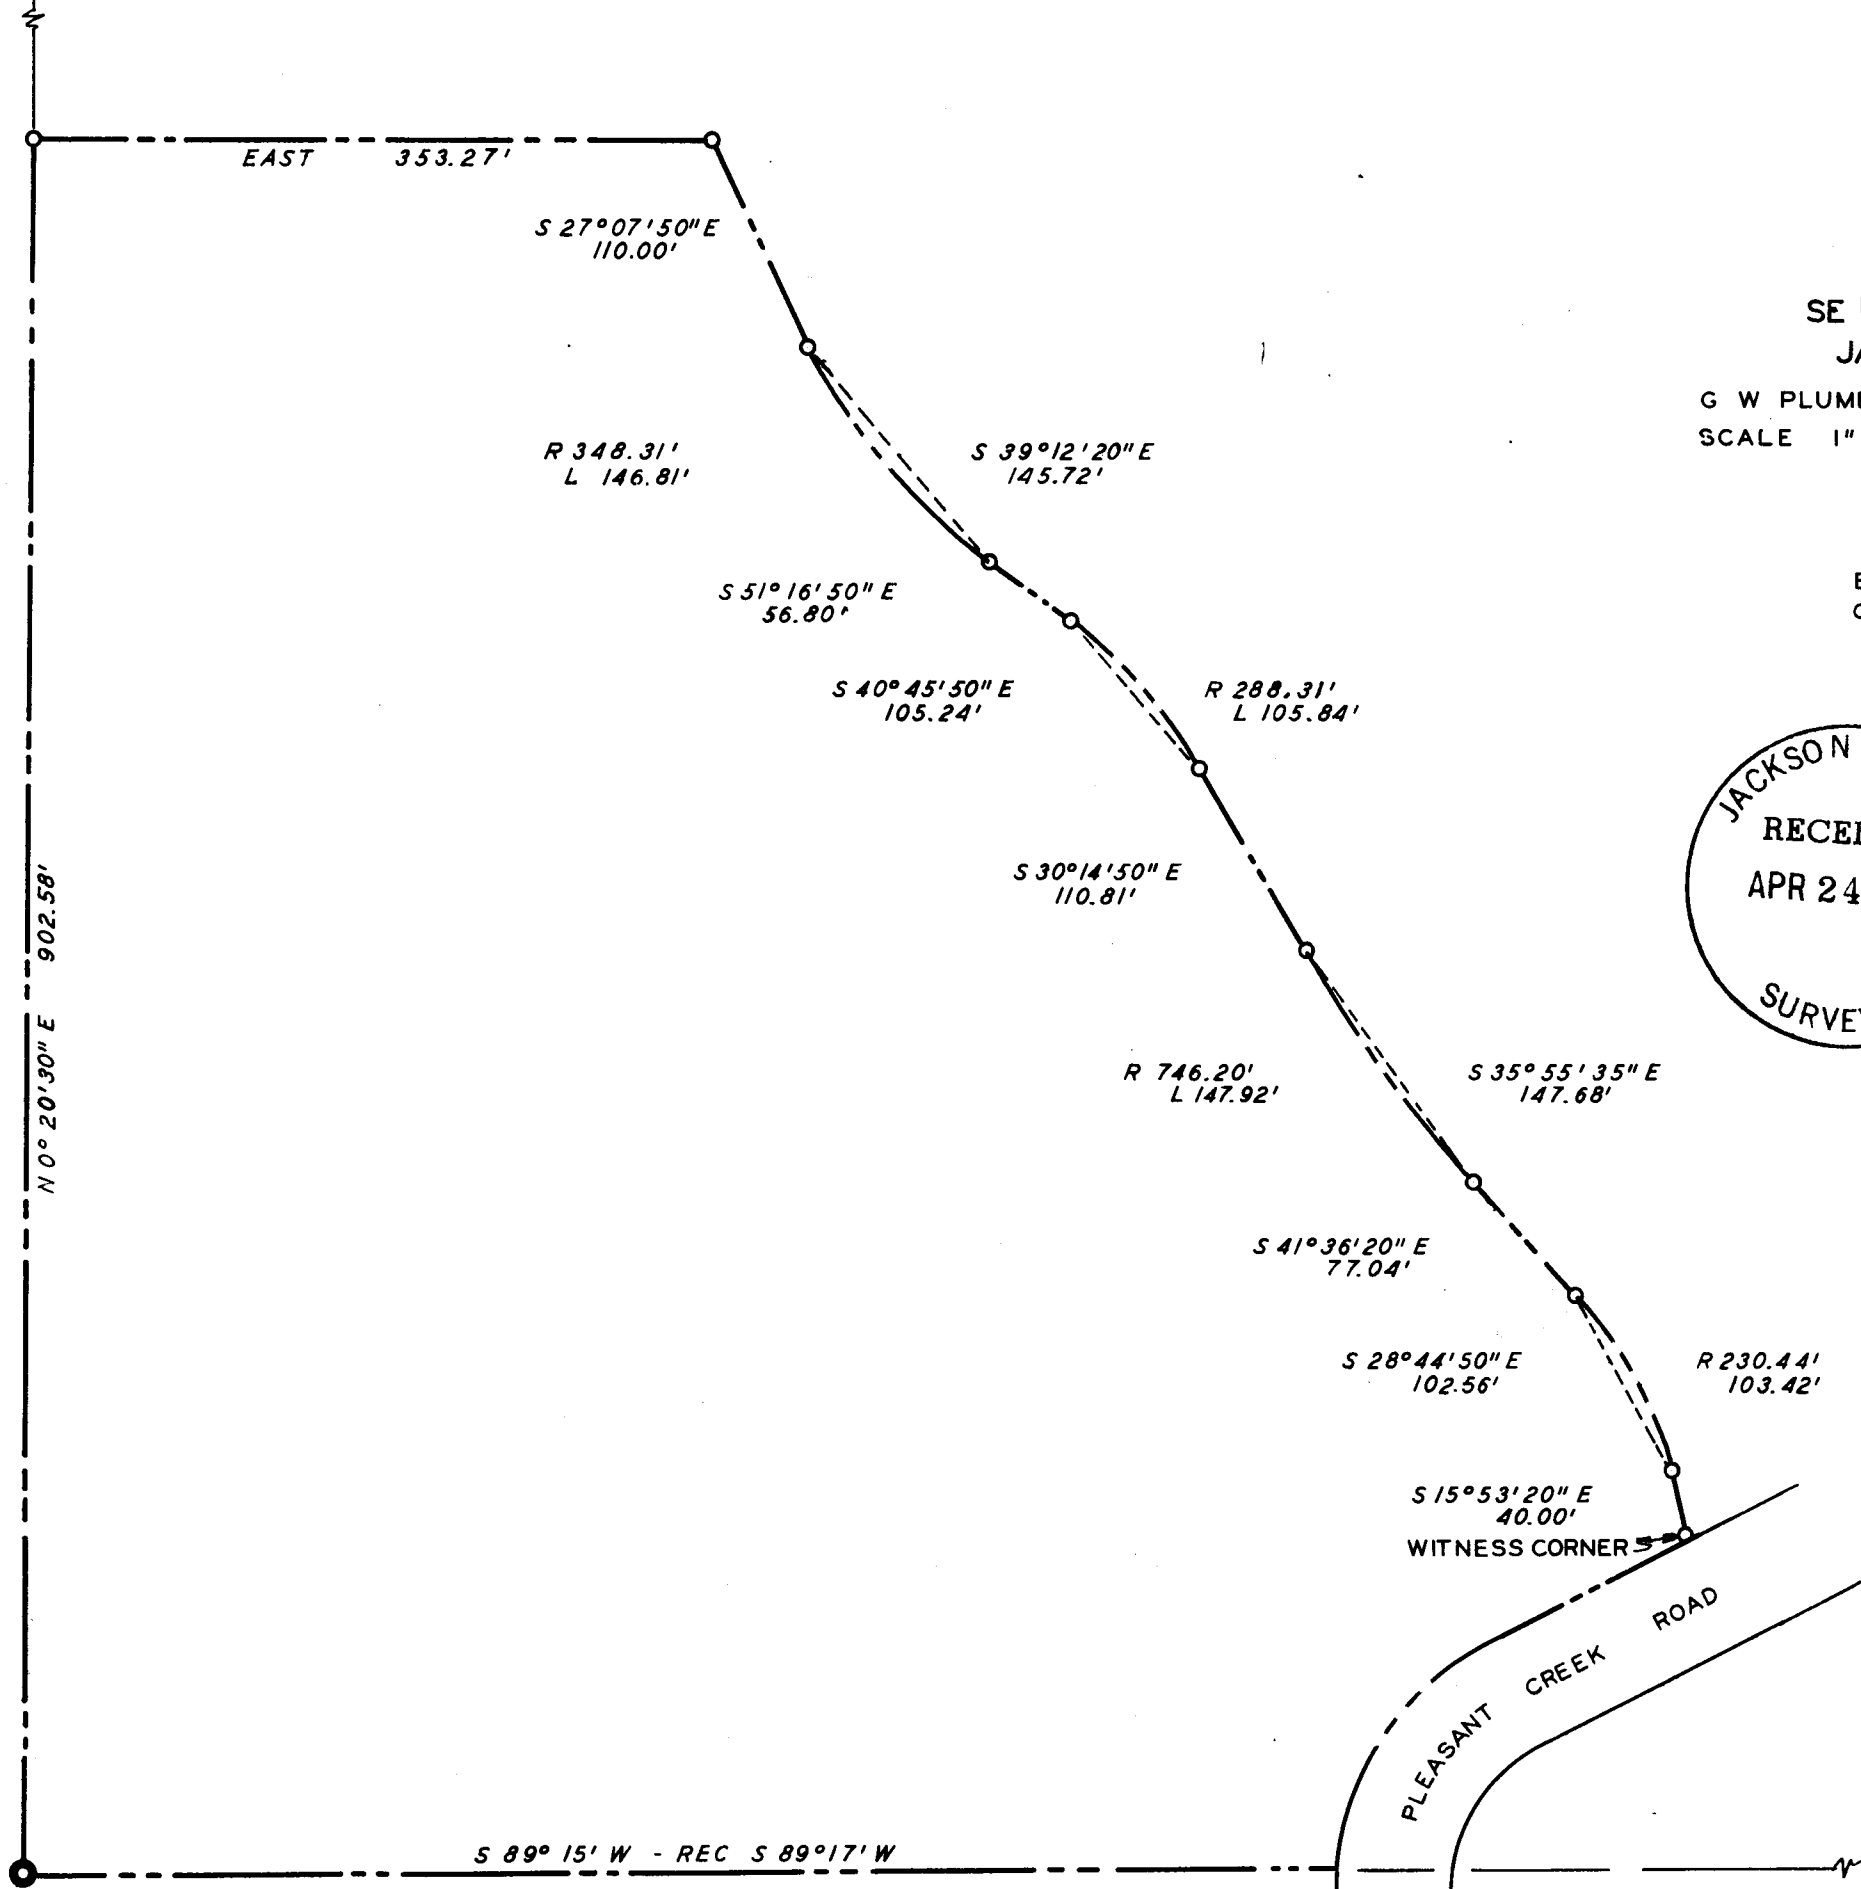 EAST 353.27'
S 27°07'50" E
110.00'
SE
G W PLUM
SCALE 1"
R 348.31'
L 146.81'
S 39°12'20" E
145.72'
S 51°16'50" E
56.80'
S 40°45'50" E
105.24'
R 288.31'
L 105.84'
JACKSON
RECEI
APR 24
SURVEY
N 0°20'30" E 902.58'
S 30°14'50" E
110.81'
R 746.20'
L 147.92'
S 35°55'35" E
147.68'
S 41°36'20" E
77.04'
S 28°44'50" E
102.56'
R 230.44'
103.42'
S 15°53'20" E
40.00'
WITNESS CORNER
PLEASANT CREEK ROAD
S 89° 15' W - REC S 89°17' W